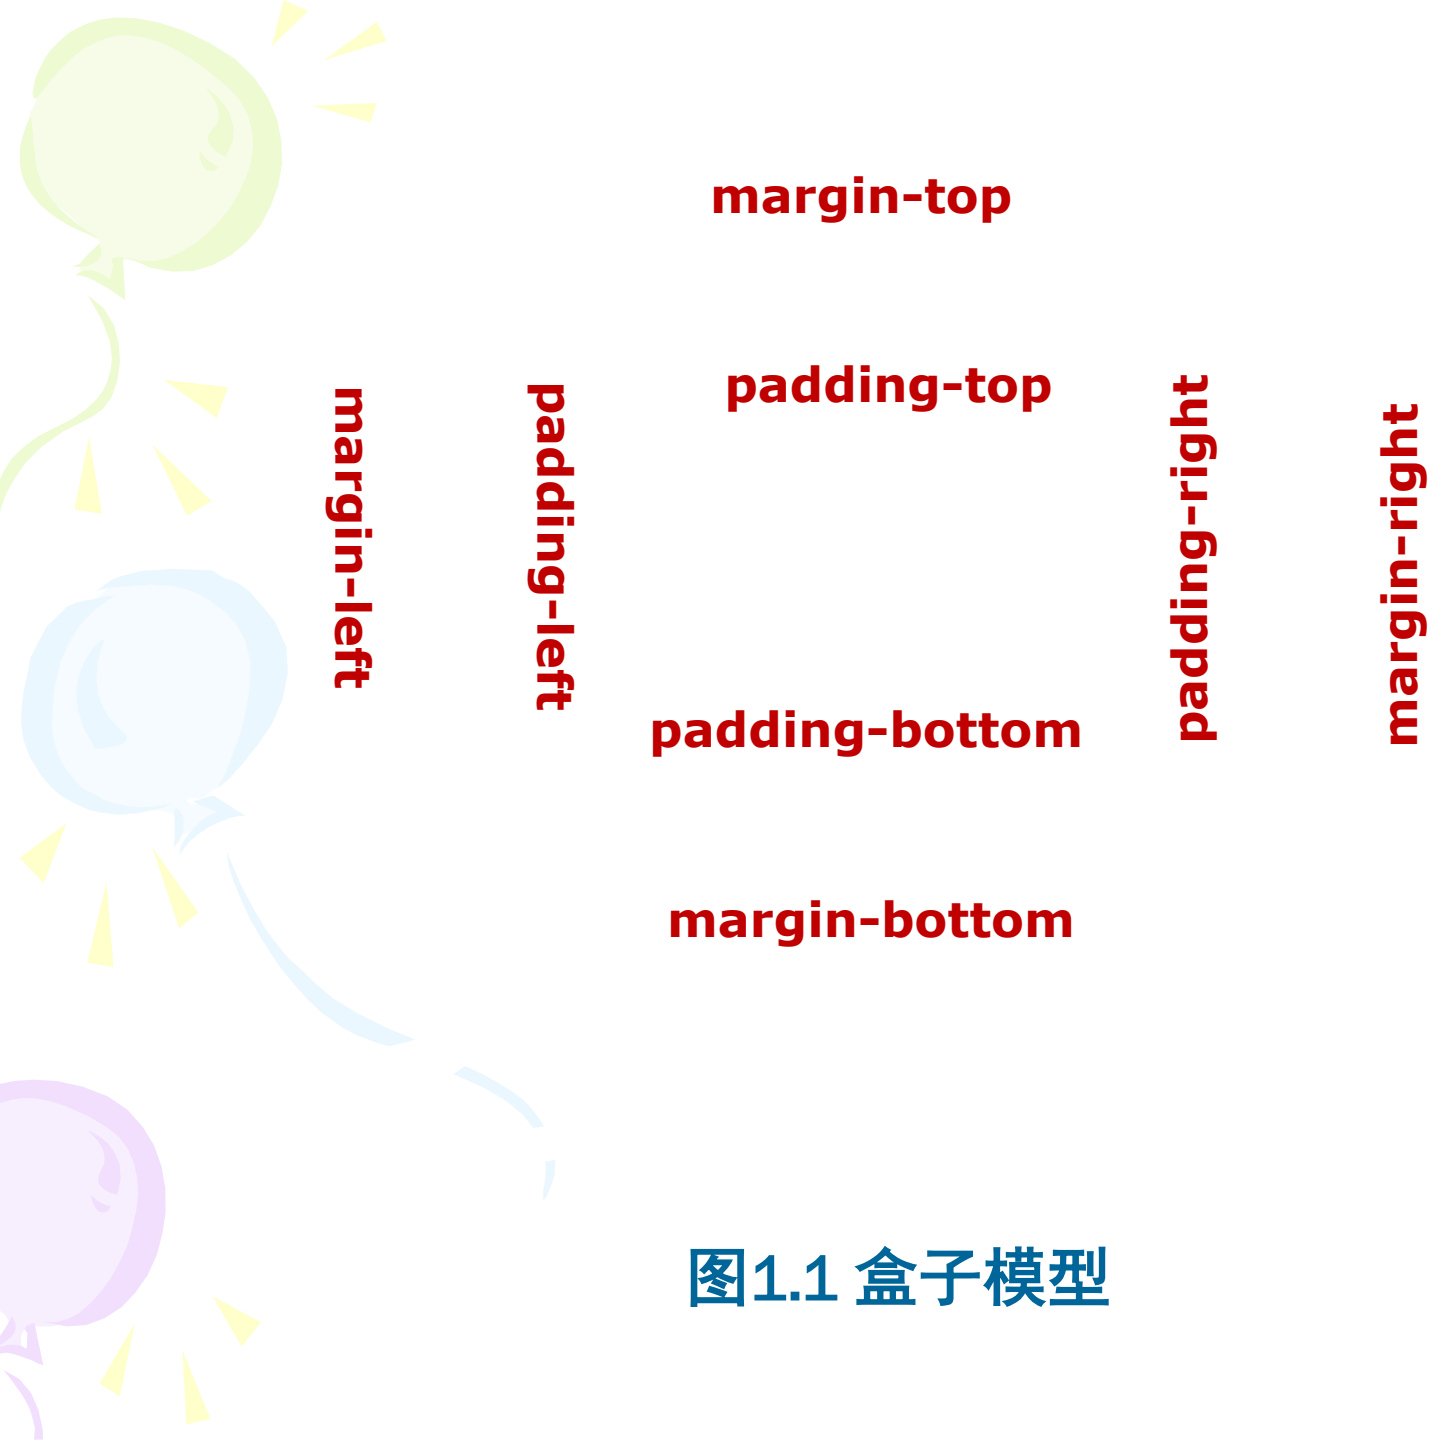 margin-top
padding-top
margin-left
padding-left
padding-right
margin-right
padding-bottom
margin-bottom
图1.1 盒子模型